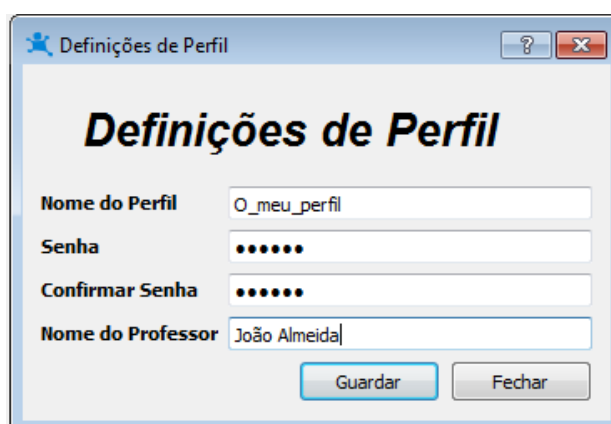 Definições de Perfil
Definições de Perfil
Nome do Perfil O_meu_perfil
Senha ••••••
Confirmar Senha ••••••
Nome do Professor João Almeida
Guardar Fechar